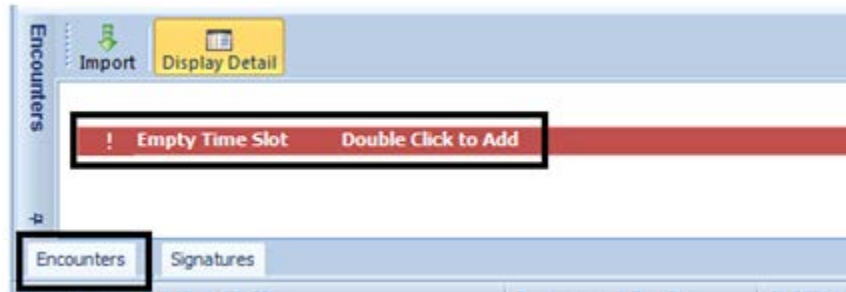 Encounters
Import Display Detail
! Empty Time Slot Double Click to Add
Encounters Signatures